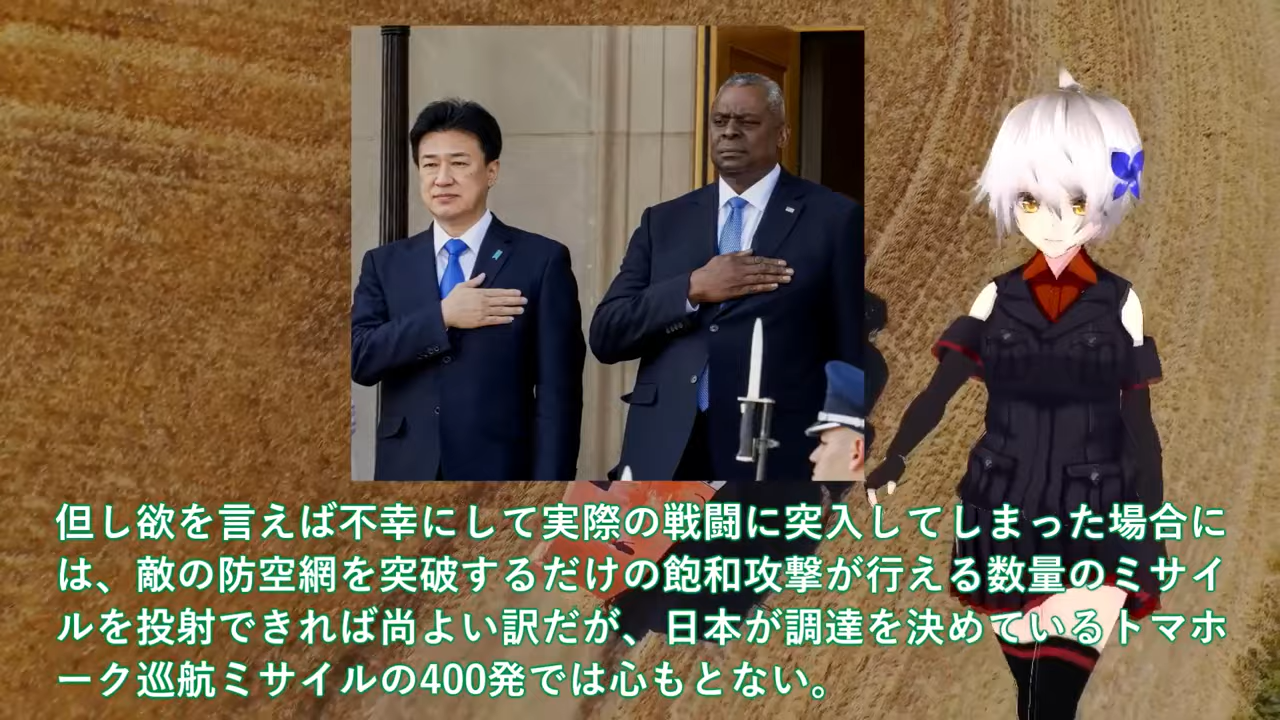 但し欲を言えば不幸にして実際の戦闘に突入してしまった場合に
は、敵の防空網を突破するだけの飽和攻撃が行える数量のミサイ
ルを投射できれば尚よい訳だが、日本が調達を決めているトマホ
ーク巡航ミサイルの400発では心もとない。